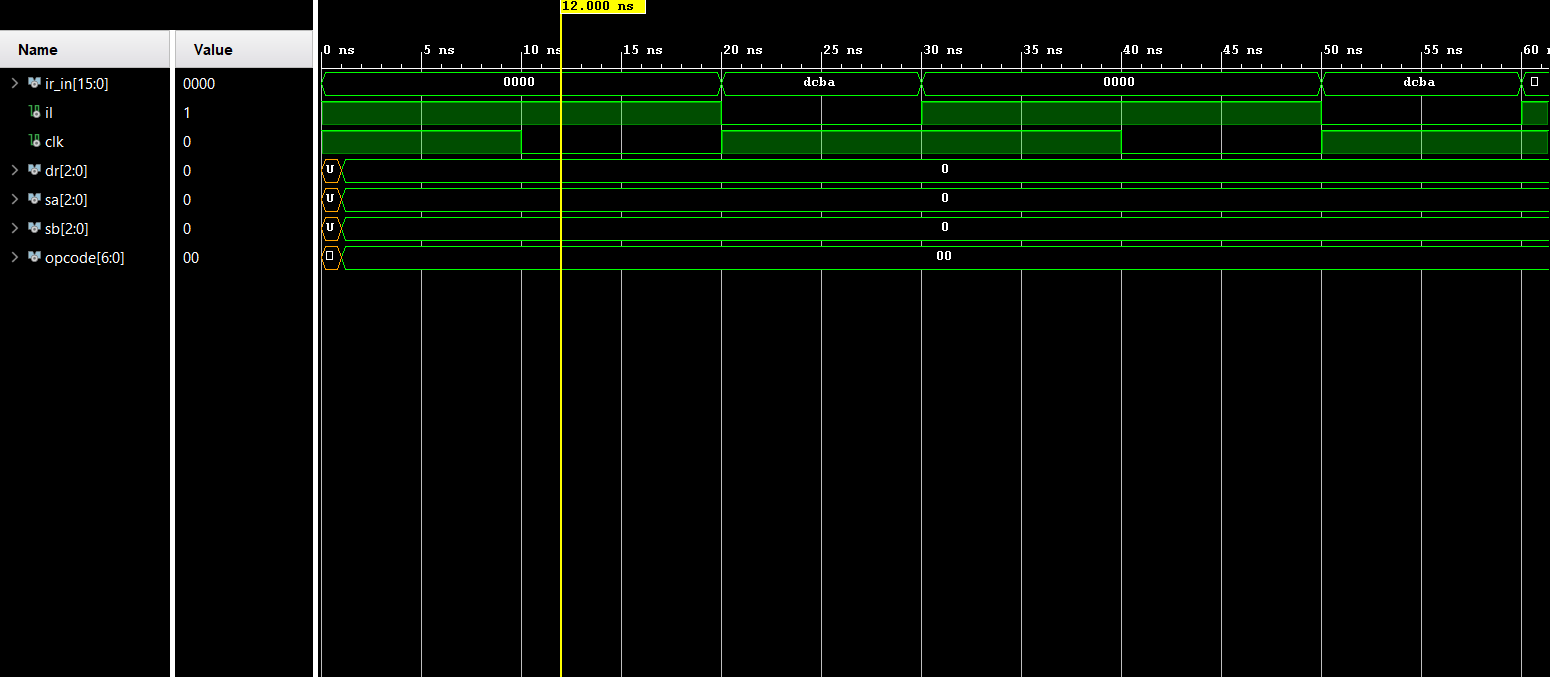 12.000 ns
Name Value
0 ns 5 ns 10 ns 15 ns 20 ns 25 ns 30 ns 35 ns 40 ns 45 ns 50 ns 55 ns 60
ir_in[15:0] 0000 0000 dcba 0000 dcba
il 1
clk 0
dr[2:0] 0 U 0
sa[2:0] 0 U 0
sb[2:0] 0 U 0
opcode[6:0] 00 00